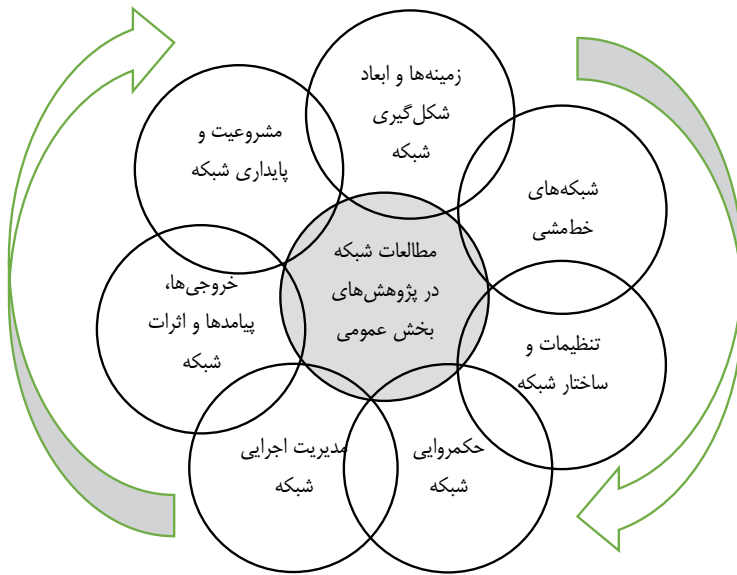 زمینه‌ها و ابعاد
شکل‌گیری
شبکه
شبکه‌های
خط‌مشی
تنظیمات و
ساختار شبکه
حکمروایی
شبکه
مدیریت اجرایی
شبکه
خروجی‌ها،
پیامدها و اثرات
شبکه
مشروعیت و
پایداری شبکه
مطالعات شبکه
در پژوهش‌های
بخش عمومی